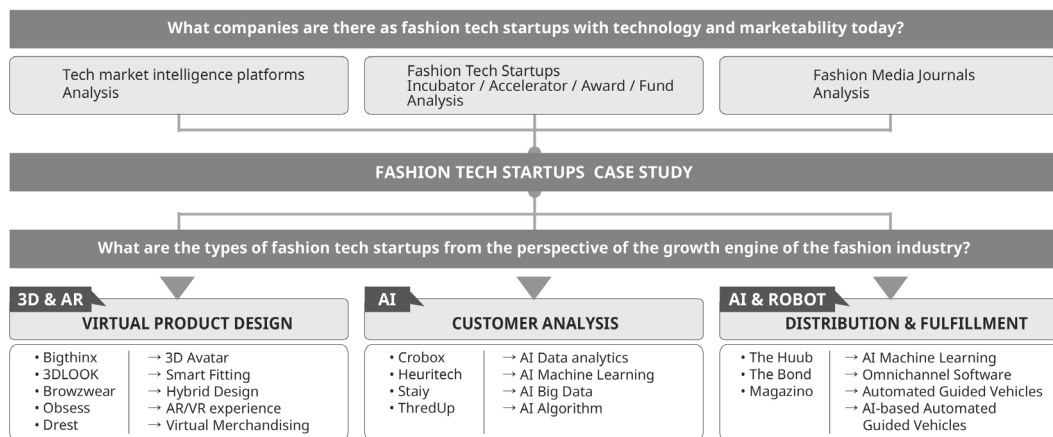 What companies are there as fashion tech startups with technology and marketability today?
Tech market intelligence platforms
Analysis
Fashion Tech Startups
Incubator / Accelerator / Award / Fund
Analysis
Fashion Media Journals
Analysis
FASHION TECH STARTUPS CASE STUDY
What are the types of fashion tech startups from the perspective of the growth engine of the fashion industry?
3D & AR
VIRTUAL PRODUCT DESIGN
• Bigthinx → 3D Avatar
• 3DLOOK → Smart Fitting
• Browzwear → Hybrid Design
• Obsess → AR/VR experience
• Drest → Virtual Merchandising
AI
CUSTOMER ANALYSIS
• Crobox → AI Data analytics
• Heuritech → AI Machine Learning
• Staiy → AI Big Data
• ThredUp → AI Algorithm
AI & ROBOT
DISTRIBUTION & FULFILLMENT
• The Huub → AI Machine Learning
• The Bond → Omnichannel Software
• Magazino → Automated Guided Vehicles
→ AI-based Automated
Guided Vehicles